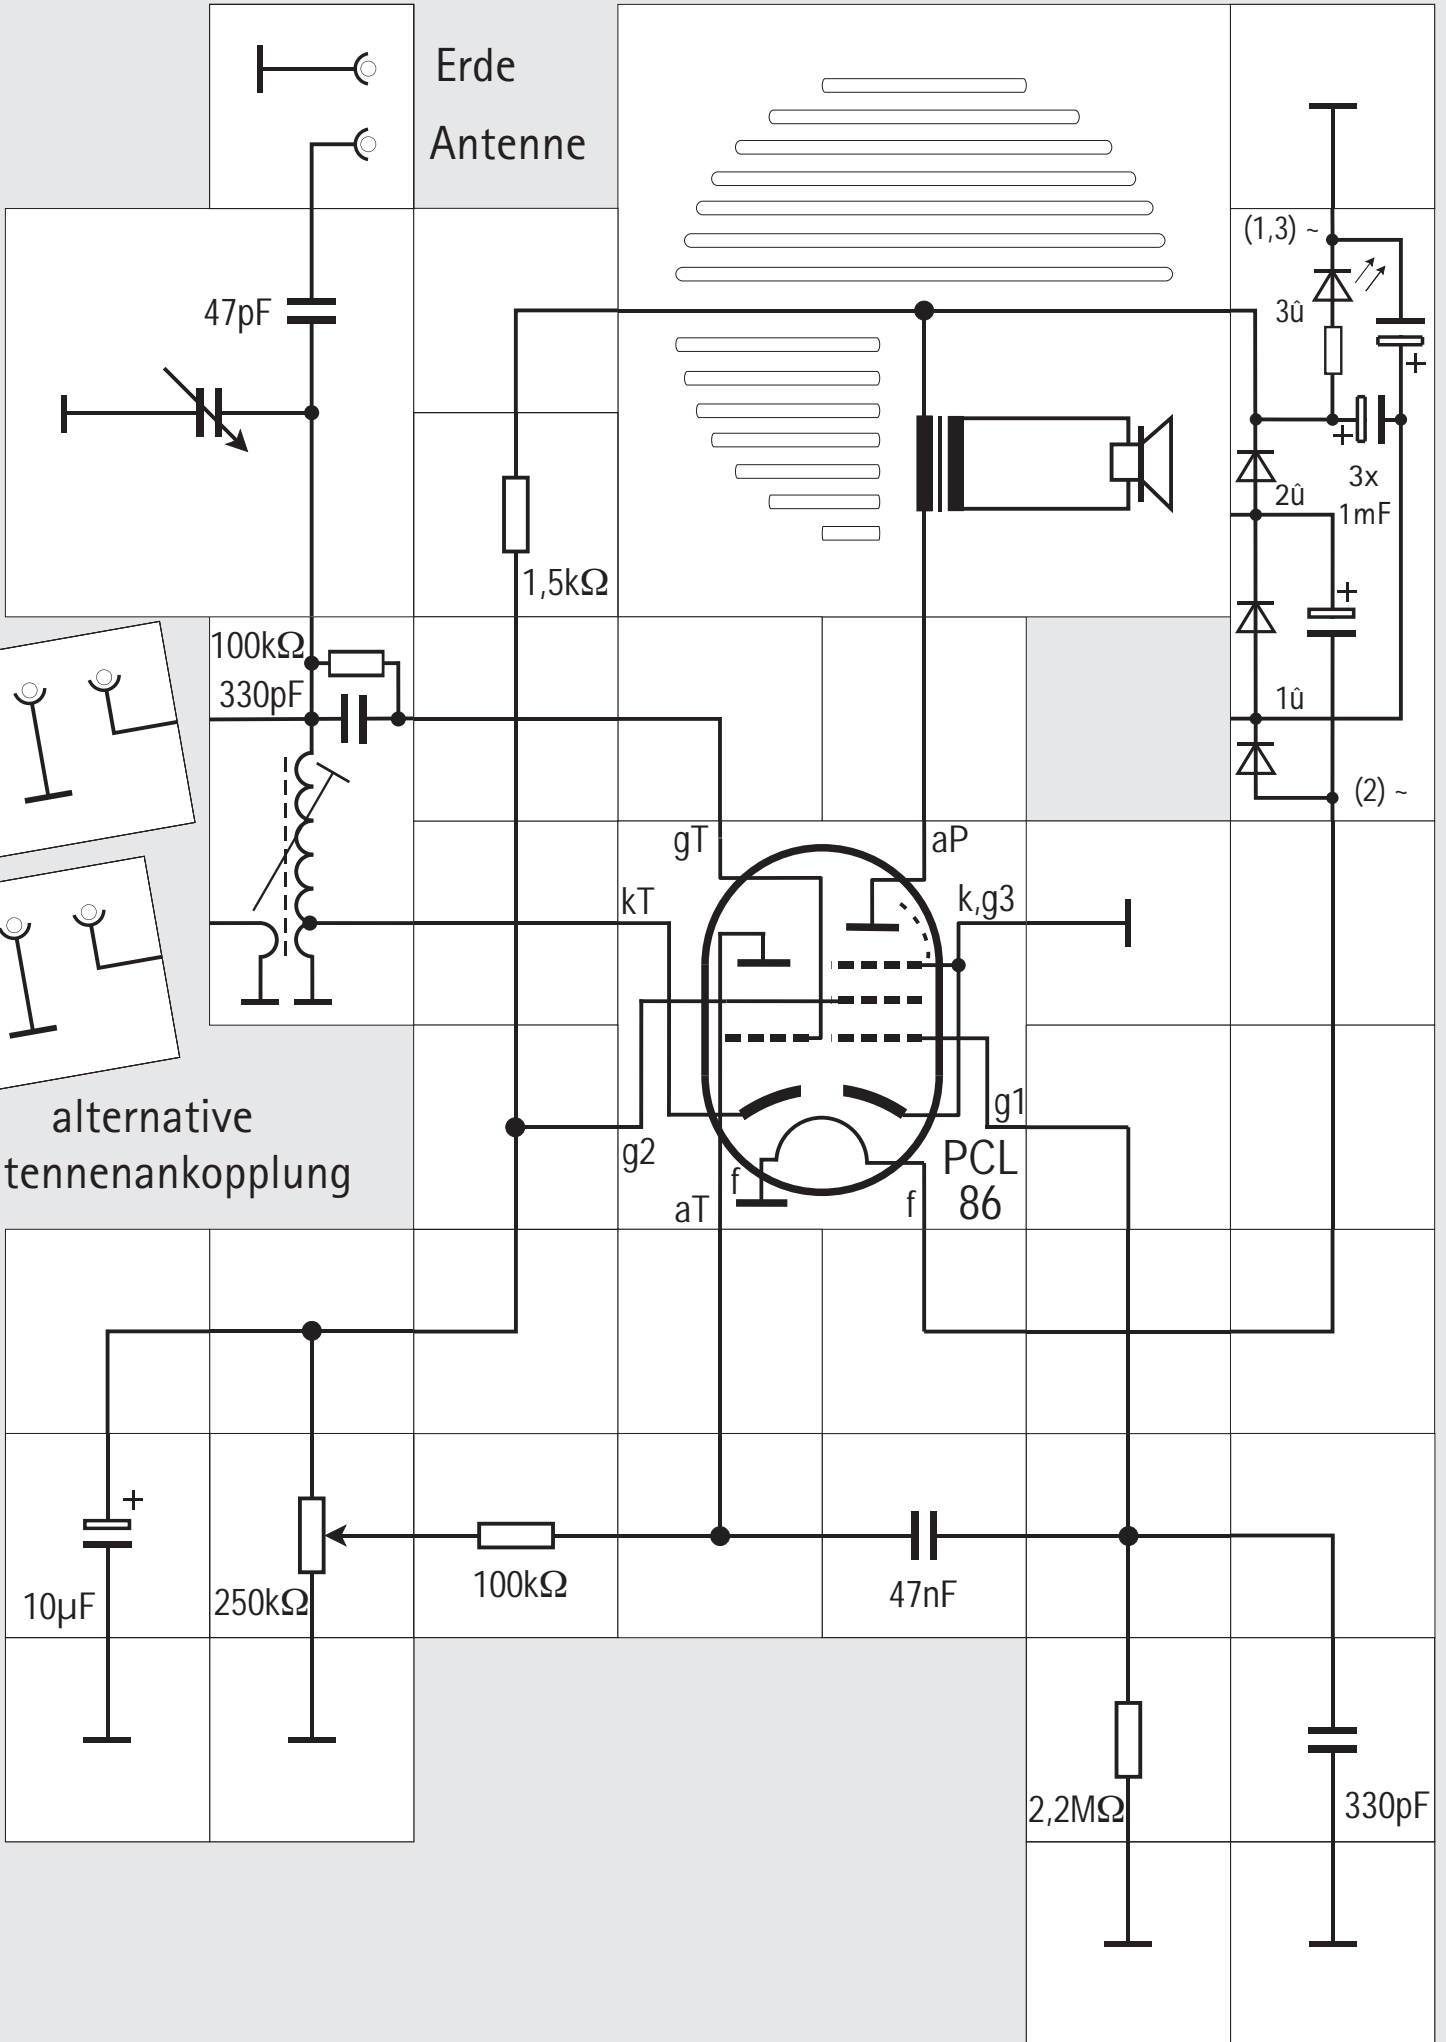 Erde
Antenne
(1,3) ~
47pF
3û
+
+
3x
2û
1mF
1,5kΩ
+
100kΩ
330pF
1û
(2) ~
gT
aP
kT
k,g3
g1
alternative
tennenankopplung
g2
PCL
86
f
f
aT
+
10µF
250kΩ
100kΩ
47nF
2,2MΩ
330pF